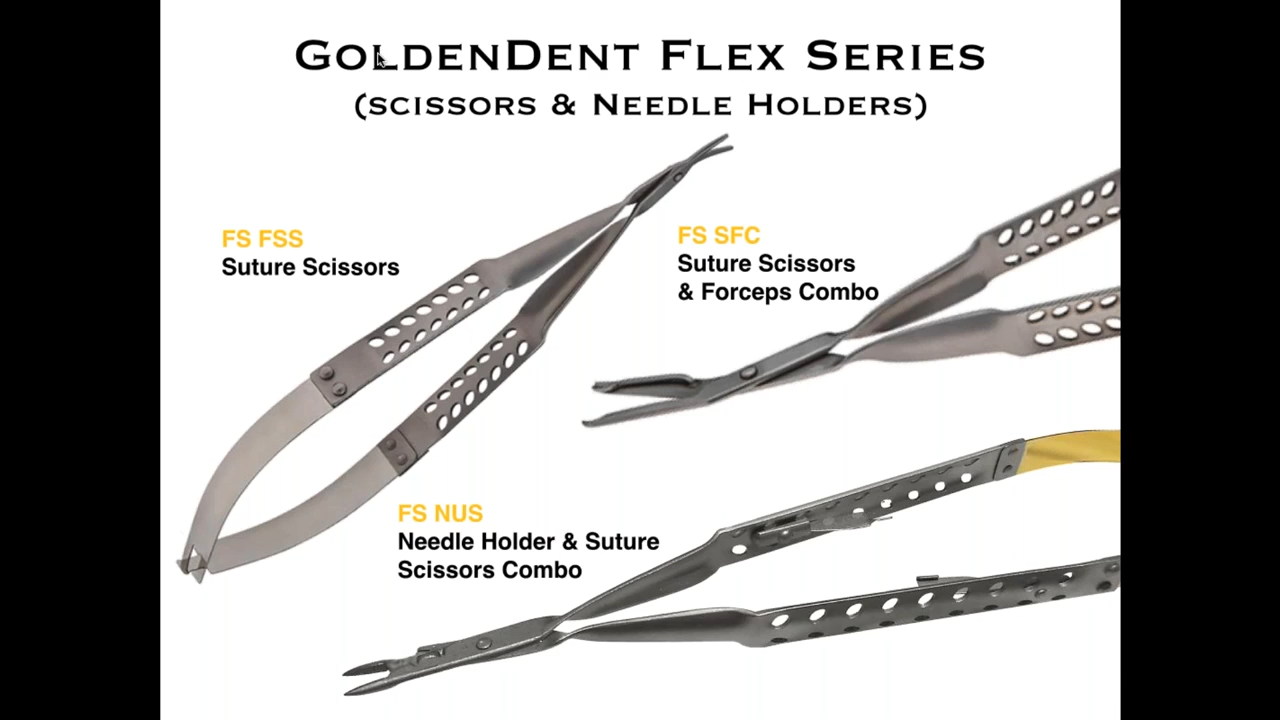 GOLDENDENT FLEX SERIES
(SCISSORS & NEEDLE HOLDERS)
FS FSS
Suture Scissors
FS SFC
Suture Scissors
& Forceps Combo
FS NUS
Needle Holder & Suture
Scissors Combo